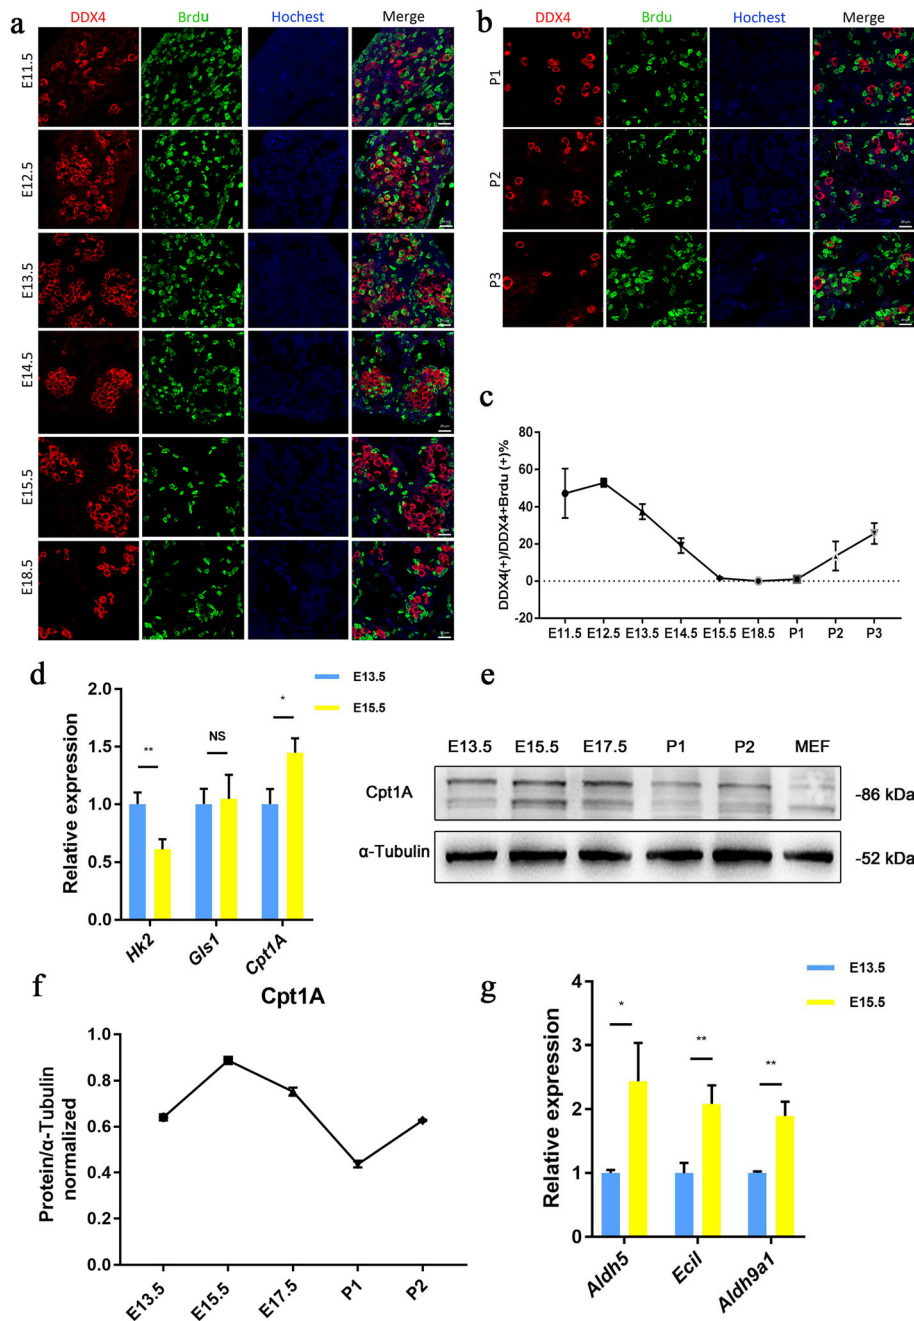 a
DDX4 Brdu Hochest Merge
E11.5
E12.5
E13.5
E14.5
E15.5
E18.5
b
DDX4 Brdu Hochest Merge
P1
P2
P3
c
DDX4(+)/DDX4+Brdu (+)%
80
60
40
20
0
-20
E11.5 E12.5 E13.5 E14.5 E15.5 E18.5 P1 P2 P3
d
E13.5
E15.5
Relative expression
2.0
1.5
1.0
0.5
0.0
** NS *
Hk2 Gls1 Cpt1A
e
E13.5 E15.5 E17.5 P1 P2 MEF
Cpt1A -86 kDa
α-Tubulin -52 kDa
f
Cpt1A
Protein/α-Tubulin
normalized
1.0
0.8
0.6
0.4
0.2
0.0
E13.5 E15.5 E17.5 P1 P2
g
E13.5
E15.5
Relative expression
4
3
2
1
0
* ** **
Aldh5 Ecil Aldh9a1